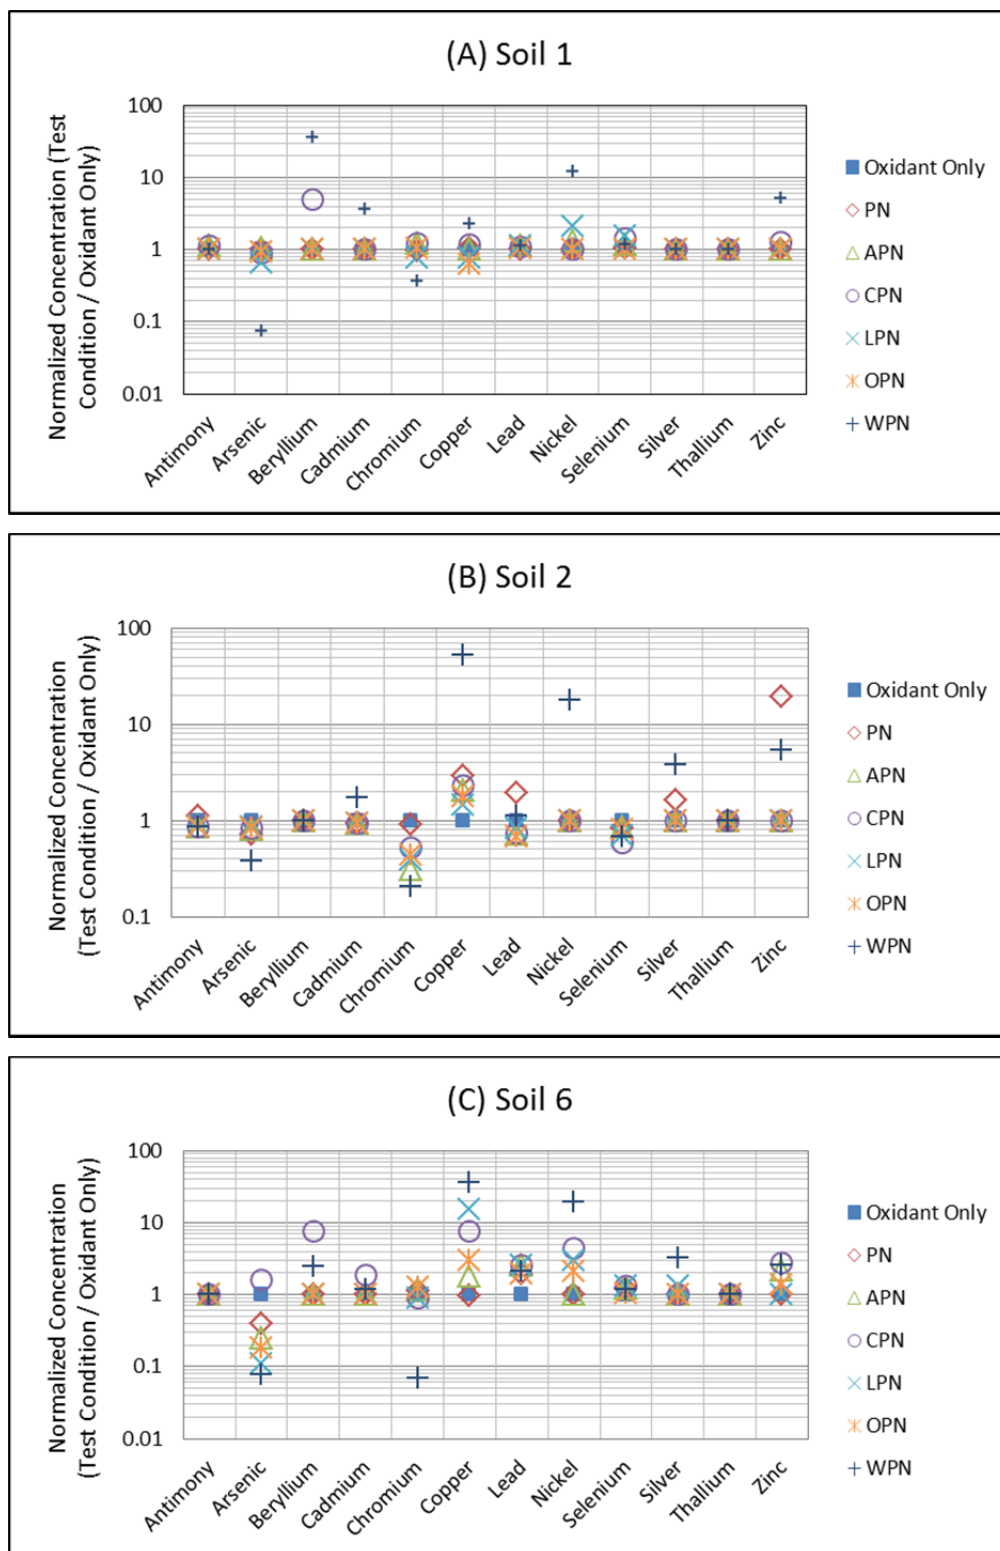 (A) Soil 1
Normalized Concentration (Test
Condition / Oxidant Only)
100
10
1
0.1
0.01
Antimony
Arsenic
Beryllium
Cadmium
Chromium
Copper
Lead
Nickel
Selenium
Silver
Thallium
Zinc
Oxidant Only
PN
APN
CPN
LPN
OPN
WPN
(B) Soil 2
Normalized Concentration
(Test Condition / Oxidant Only)
100
10
1
0.1
Antimony
Arsenic
Beryllium
Cadmium
Chromium
Copper
Lead
Nickel
Selenium
Silver
Thallium
Zinc
Oxidant Only
PN
APN
CPN
LPN
OPN
WPN
(C) Soil 6
Normalized Concentration
(Test Condition / Oxidant Only)
100
10
1
0.1
0.01
Antimony
Arsenic
Beryllium
Cadmium
Chromium
Copper
Lead
Nickel
Selenium
Silver
Thallium
Zinc
Oxidant Only
PN
APN
CPN
LPN
OPN
WPN